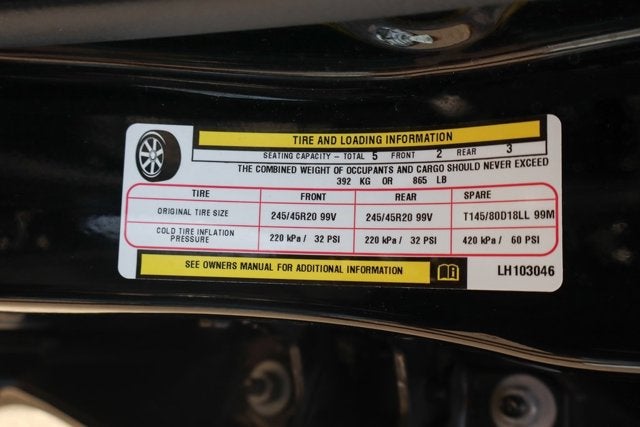 TIRE AND LOADING INFORMATION
SEATING CAPACITY - TOTAL 5 FRONT 2 REAR 3
THE COMBINED WEIGHT OF OCCUPANTS AND CARGO SHOULD NEVER EXCEED
392 KG OR 865 LB
TIRE FRONT REAR SPARE
ORIGINAL TIRE SIZE 245/45R20 99V 245/45R20 99V T145/80D18LL 99M
COLD TIRE INFLATION PRESSURE 220 kPa / 32 PSI 220 kPa / 32 PSI 420 kPa / 60 PSI
SEE OWNERS MANUAL FOR ADDITIONAL INFORMATION LH103046